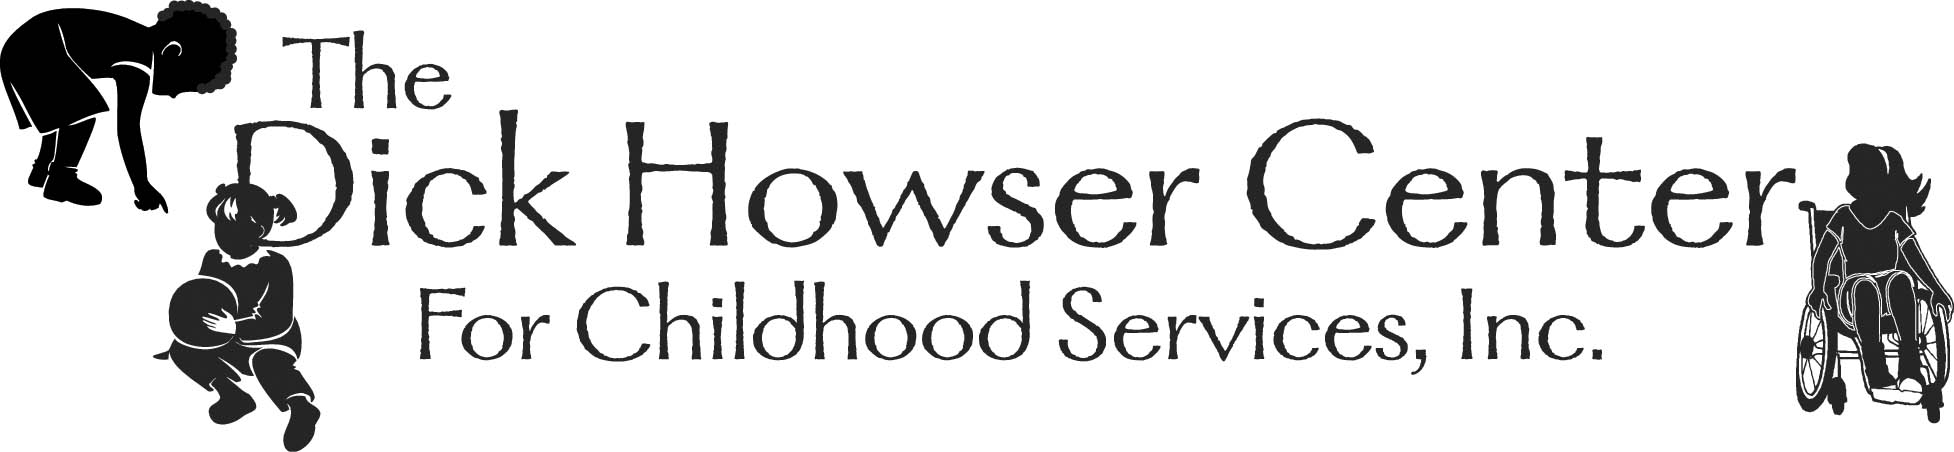 The
Dick Howser Center
For Childhood Services, Inc.